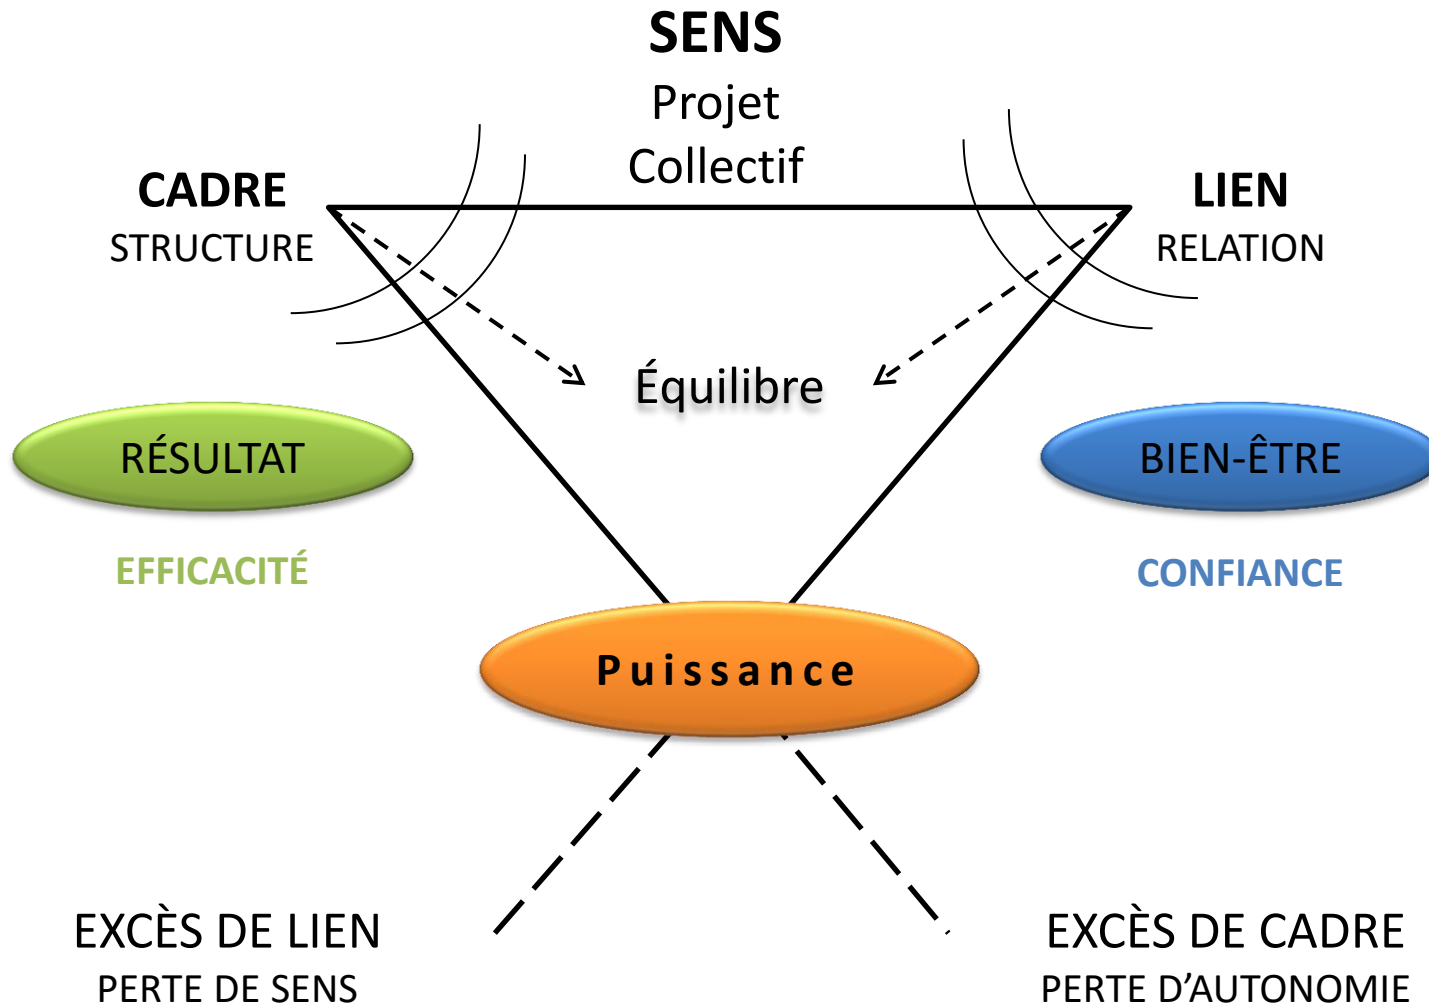 SENS
Projet
Collectif
CADRE
STRUCTURE
LIEN
RELATION
Équilibre
RÉSULTAT
BIEN-ÊTRE
EFFICACITÉ
CONFIANCE
Puissance
EXCÈS DE LIEN
PERTE DE SENS
EXCÈS DE CADRE
PERTE D’AUTONOMIE